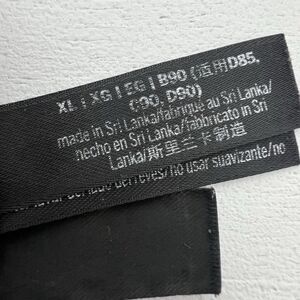 XL | XG | EG | B90 (适用D85,
C90, D90)
made in Sri Lanka/fabriqué au Sri Lanka/
hecho en Sri Lanka/fabbricato in Sri
Lanka/斯里兰卡制造
no usar suavizante/no